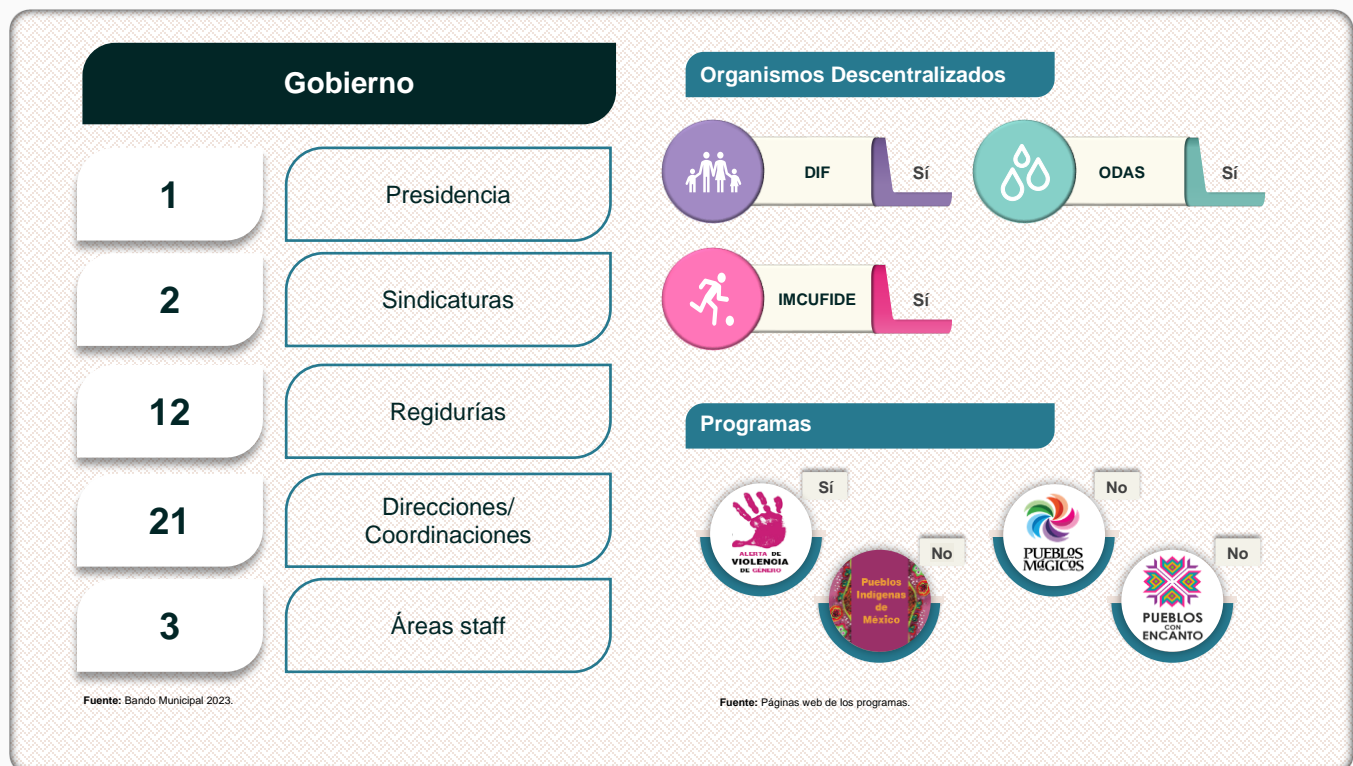 Gobierno
1
Presidencia
2
Sindicaturas
12
Regidurías
21
Direcciones/
Coordinaciones
3
Áreas staff
Fuente: Bando Municipal 2023.
Organismos Descentralizados
DIF
Sí
ODAS
Sí
IMCUFIDE
Sí
Programas
Sí
ALERTA DE
VIOLENCIA
DE GÉNERO
No
Pueblos
Indígenas
de
México
No
PUEBLOS
MáGICOS
No
PUEBLOS
CON
ENCANTO
Fuente: Páginas web de los programas.